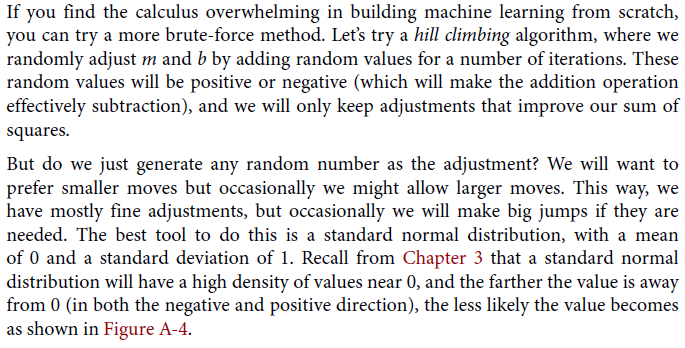 If you find the calculus overwhelming in building machine learning from scratch,
you can try a more brute-force method. Let's try a hill climbing algorithm, where we
randomly adjust m and b by adding random values for a number of iterations. These
random values will be positive or negative (which will make the addition operation
effectively subtraction), and we will only keep adjustments that improve our sum of
squares.
But do we just generate any random number as the adjustment? We will want to
prefer smaller moves but occasionally we might allow larger moves. This way, we
have mostly fine adjustments, but occasionally we will make big jumps if they are
needed. The best tool to do this is a standard normal distribution, with a mean
of 0 and a standard deviation of 1. Recall from Chapter 3 that a standard normal
distribution will have a high density of values near 0, and the farther the value is away
from 0 (in both the negative and positive direction), the less likely the value becomes
as shown in Figure A-4.